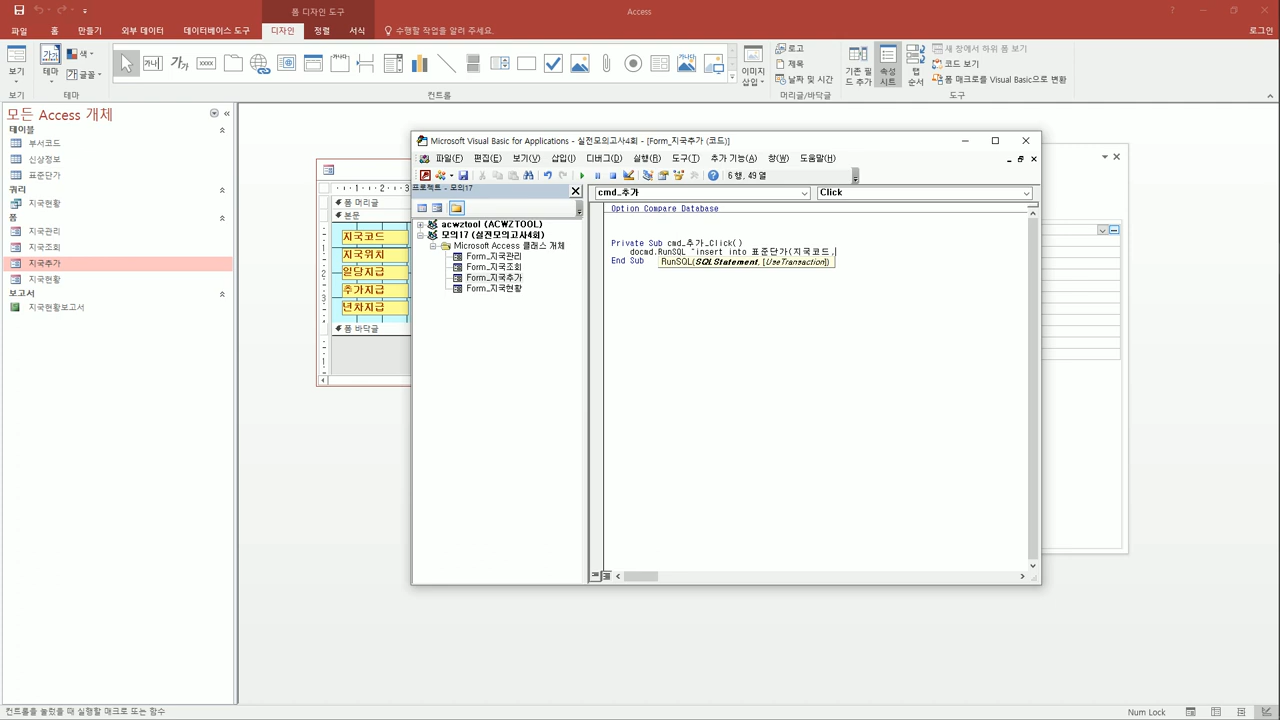 폼 디자인 도구
Access
파일 홈 만들기 외부 데이터 데이터베이스 도구 디자인 정렬 서식 수행할 작업을 알려 주세요. 로그인
보기
테마
색
가 글꼴
테마
컨트롤
이미지 삽입
로고
제목
날짜 및 시간
머리글/바닥글
기존 필드 추가
속성 시트
탭 순서
새 창에서 하위 폼 보기
코드 보기
폼 매크로를 Visual Basic으로 변환
도구
모든 Access 개체
테이블
부서코드
신상정보
표준단가
쿼리
지국현황
폼
지국관리
지국조회
지국추가
지국현황
보고서
지국현황보고서
폼 머리글
본문
지국코드
지국위치
일당지급
추가지급
년차지급
폼 바닥글
Microsoft Visual Basic for Applications - 실전모의고사4회 - [Form_지국추가 (코드)]
파일(F) 편집(E) 보기(V) 삽입(I) 디버그(D) 실행(R) 도구(T) 추가 기능(A) 창(W) 도움말(H)
6 행, 49 열
프로젝트 - 모의17
acwztool (ACWZTOOL)
모의17 (실전모의고사4회)
Microsoft Access 클래스 개체
Form_지국관리
Form_지국조회
Form_지국추가
Form_지국현황
cmd_추가 Click
Option Compare Database
Private Sub cmd_추가_Click()
docmd.RunSQL "insert into 표준단가(지국코드,
End Sub
RunSQL(SQLStatement, [UseTransaction])
컨트롤을 눌렀을 때 실행할 매크로 또는 함수
Num Lock